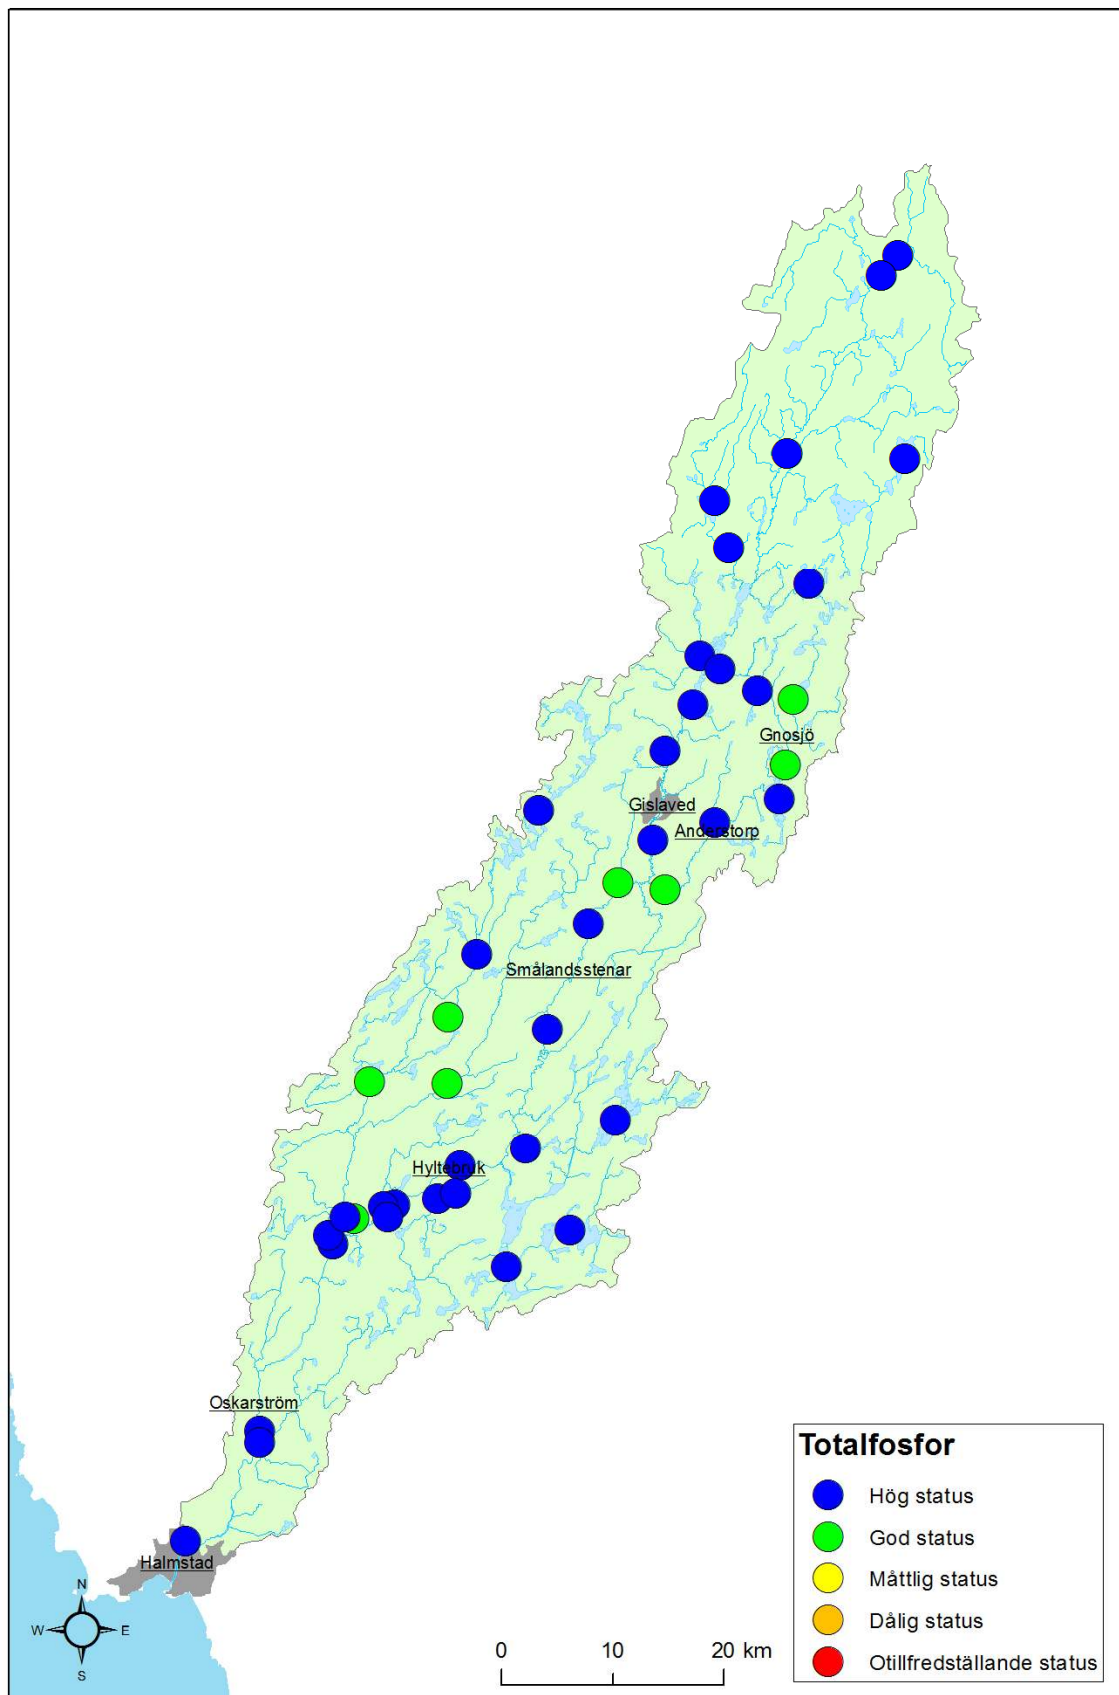 Gnosjö
Gislaved
Anderstorp
Smålandsstenar
Hyltebruk
Oskarström
Halmstad
N
W
E
S
0
10
20 km
Totalfosfor
Hög status
God status
Måttlig status
Dålig status
Otillfredställande status